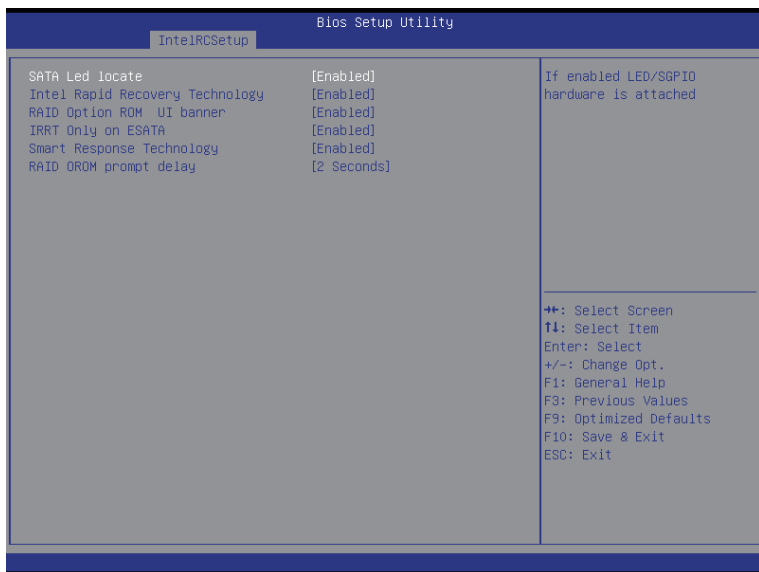 Bios Setup Utility
IntelRCSetup
SATA Led locate [Enabled]
Intel Rapid Recovery Technology [Enabled]
RAID Option ROM UI banner [Enabled]
IRRT Only on ESATA [Enabled]
Smart Response Technology [Enabled]
RAID OROM prompt delay [2 Seconds]
If enabled LED/SGPIO
hardware is attached
→←: Select Screen
↑↓: Select Item
Enter: Select
+/-: Change Opt.
F1: General Help
F3: Previous Values
F9: Optimized Defaults
F10: Save & Exit
ESC: Exit